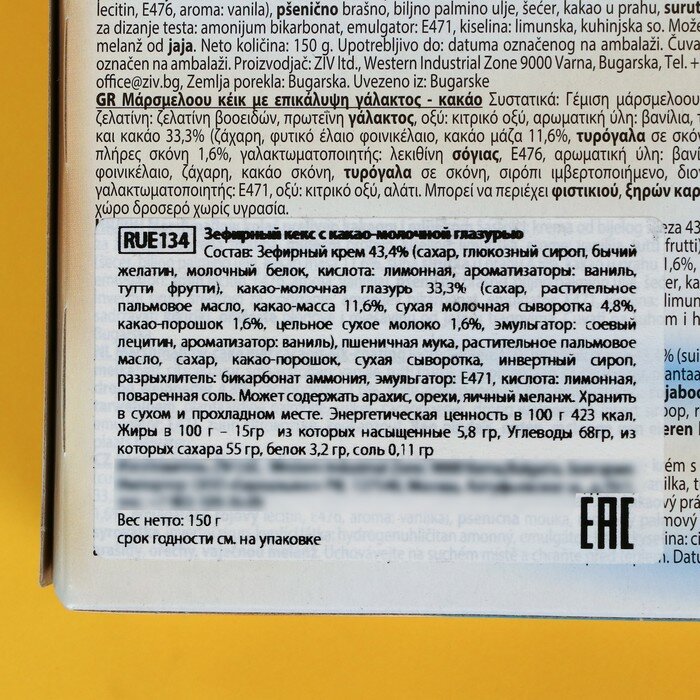 lecitin, E476, aroma: vanila), pšenično brašno, biljno palmino ulje, šećer, kakao u prahu,
za dizanje testa: amonijum bikarbonat, emulgator: E471, kiselina: limunska, kuhinjska so.
melanž od jaja. Neto količina: 150 g. Upotrebljivo do: datuma označenog na ambalaži.
označen na ambalaži. Proizvodjač: ZIV ltd., Western Industrial Zone 9000 Varna, Bugarska, Tel. +
office@ziv.bg, Zemlja porekla: Bugarska. Uvezeno iz: Bugarske
GR Μάρσμελοου κέικ με επικάλυψη γάλακτος - κακάο Συστατικά: Γέμιση μάρσμελοου
ζελατίνη: ζελατίνη βοοειδών, πρωτεΐνη γάλακτος, οξύ: κιτρικό οξύ, αρωματική ύλη: βανίλια,
και κακάο 33,3% (ζάχαρη, φυτικό έλαιο φοινικέλαιο, κακάο μάζα 11,6%, τυρόγαλα σε
πλήρες σκόνη 1,6%, γαλακτωματοποιητής: λεκιθίνη σόγιας, E476, αρωματική ύλη:
φοινικέλαιο, ζάχαρη, κακάο σκόνη, τυρόγαλα σε σκόνη, σιρόπι ιμβερτοποιημένο,
γαλακτωματοποιητής: E471, οξύ: κιτρικό οξύ, αλάτι. Μπορεί να περιέχει φιστικιού, ξηρών
χώρο δροσερό χωρίς υγρασία.
RUE134 Зефирный кекс с какао-молочной глазурью
Состав: Зефирный крем 43,4% (сахар, глюкозный сироп, бычий
желатин, молочный белок, кислота: лимонная, ароматизаторы: ваниль,
тутти фрутти), какао-молочная глазурь 33,3% (сахар, растительное
пальмовое масло, какао-масса 11,6%, сухая молочная сыворотка 4,8%,
какао-порошок 1,6%, цельное сухое молоко 1,6%, эмульгатор: соевый
лецитин, ароматизатор: ваниль), пшеничная мука, растительное пальмовое
масло, сахар, какао-порошок, сухая сыворотка, инвертный сироп,
разрыхлитель: бикарбонат аммония, эмульгатор: Е471, кислота: лимонная,
поваренная соль. Может содержать арахис, орехи, яичный меланж. Хранить
в сухом и прохладном месте. Энергетическая ценность в 100 г 423 ккал,
Жиры в 100 г – 15гр из которых насыщенные 5,8 гр, Углеводы 68гр, из
которых сахара 55 гр, белок 3,2 гр, соль 0,11 гр
Вес нетто: 150 г
срок годности см. на упаковке
EAC